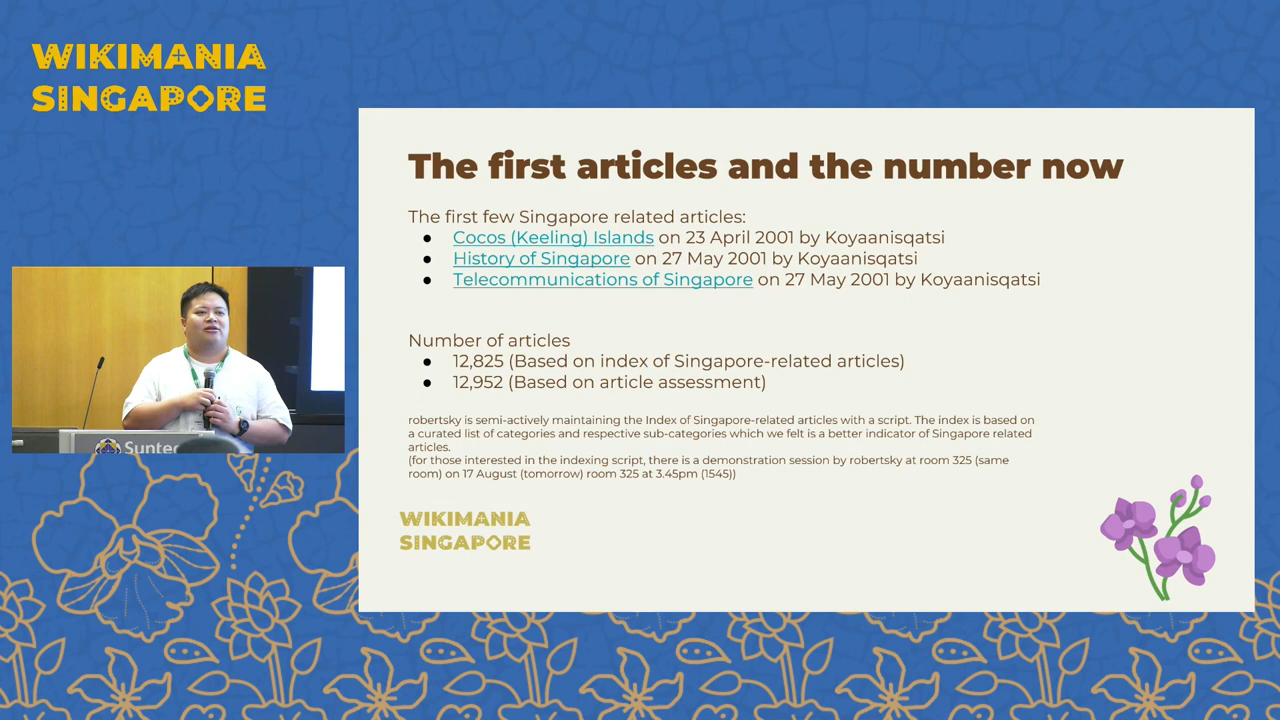 WIKIMANIA
SINGAPORE
The first articles and the number now
The first few Singapore related articles:
● Cocos (Keeling) Islands on 23 April 2001 by Koyaanisqatsi
● History of Singapore on 27 May 2001 by Koyaanisqatsi
● Telecommunications of Singapore on 27 May 2001 by Koyaanisqatsi
Number of articles
● 12,825 (Based on index of Singapore-related articles)
● 12,952 (Based on article assessment)
robertsky is semi-actively maintaining the Index of Singapore-related articles with a script. The index is based on
a curated list of categories and respective sub-categories which we felt is a better indicator of Singapore related
articles.
(for those interested in the indexing script, there is a demonstration session by robertsky at room 325 (same
room) on 17 August (tomorrow) room 325 at 3.45pm (1545))
WIKIMANIA
SINGAPORE
Suntec